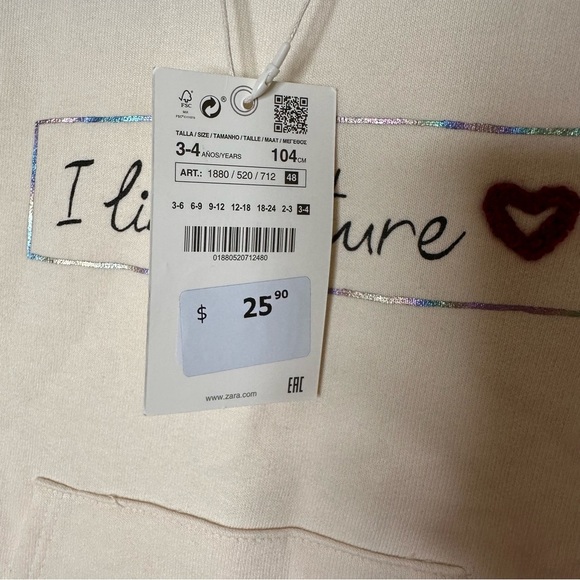 FSC
TALLA / SIZE / TAMANHO / TAILLE / MAAT / ΜΕΓΕΘΟΣ
3-4 AÑOS/YEARS 104 CM
ART.: 1880 / 520 / 712 48
3-6 6-9 9-12 12-18 18-24 2-3 3-4
01880520712480
$ 25 90
www.zara.com EAC
I li ture